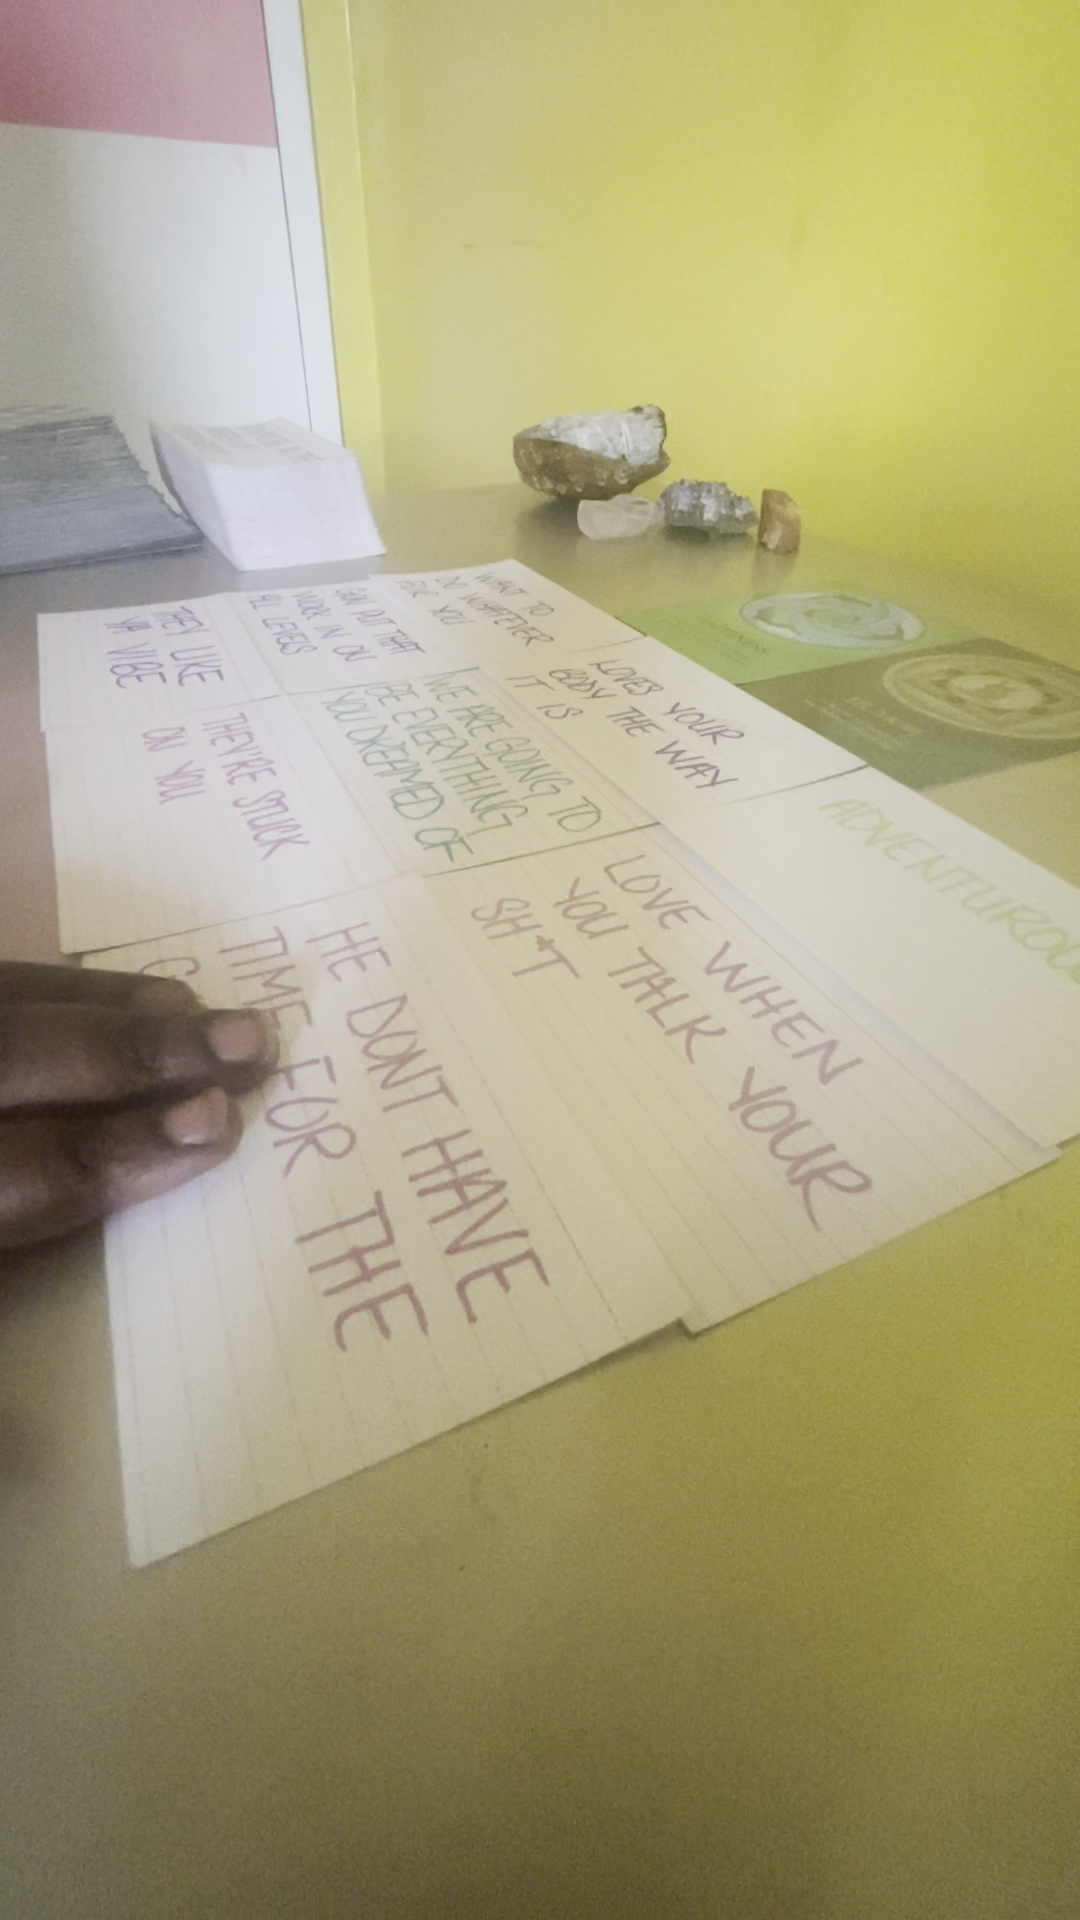 WANT TO
DO WHATEVER
FOR YOU
CAN PUT THAT
WORK IN ON
ALL LEVELS
THEY LIKE
YA VIBE
LOVES YOUR
BODY THE WAY
IT IS
WE ARE GOING TO
BE EVERYTHING
YOU DREAMED OF
THEY'RE STUCK
ON YOU
ADVENTUROU
LOVE WHEN
YOU TALK YOUR
SH*T
HE DON'T HAVE
TIME FOR THE